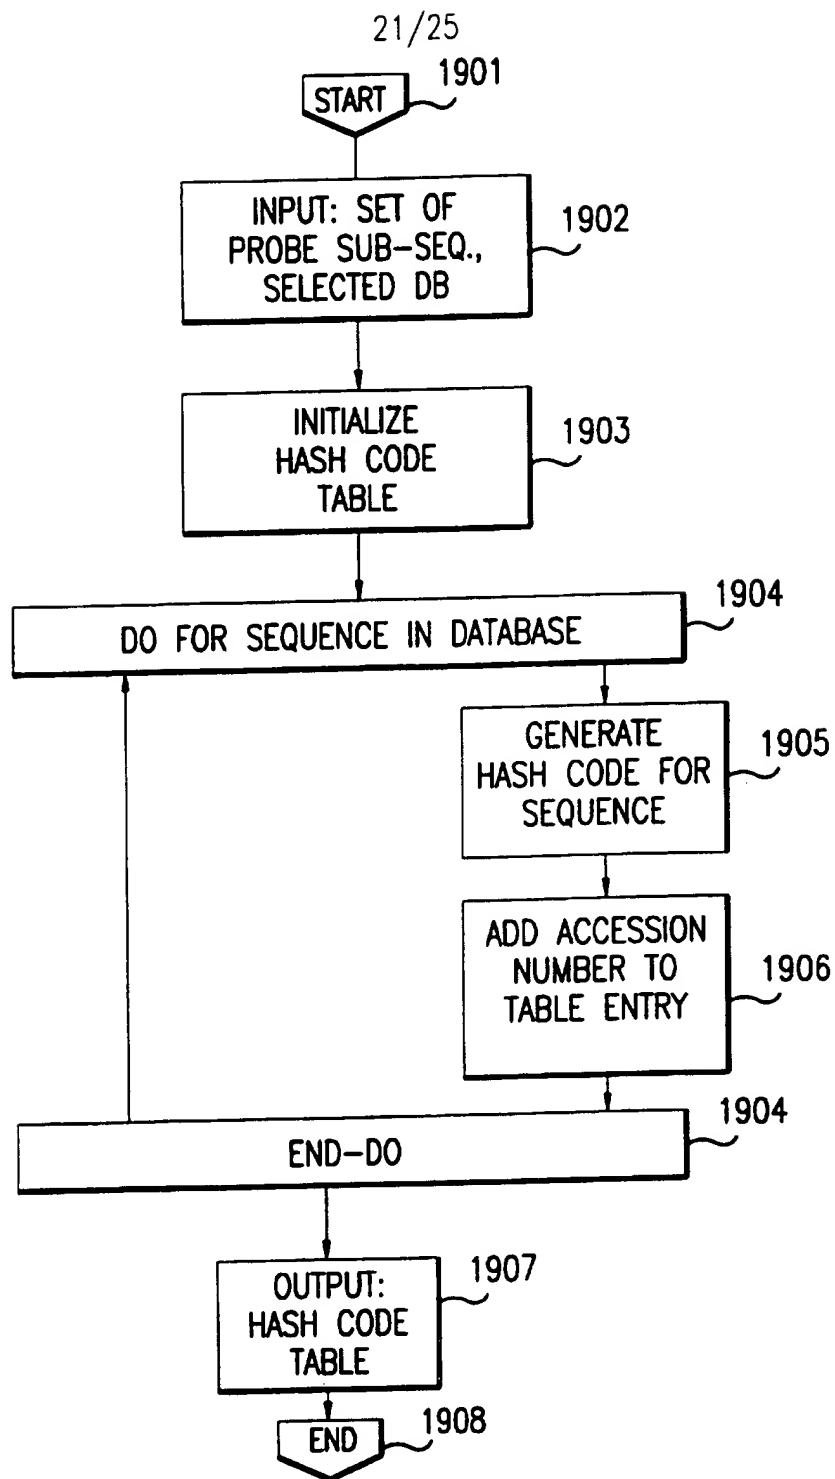 21/25
START
1901
INPUT: SET OF
PROBE SUB-SEQ.,
SELECTED DB
1902
INITIALIZE
HASH CODE
TABLE
1903
DO FOR SEQUENCE IN DATABASE
1904
GENERATE
HASH CODE FOR
SEQUENCE
1905
ADD ACCESSION
NUMBER TO
TABLE ENTRY
1906
END-DO
1904
OUTPUT:
HASH CODE
TABLE
1907
END
1908